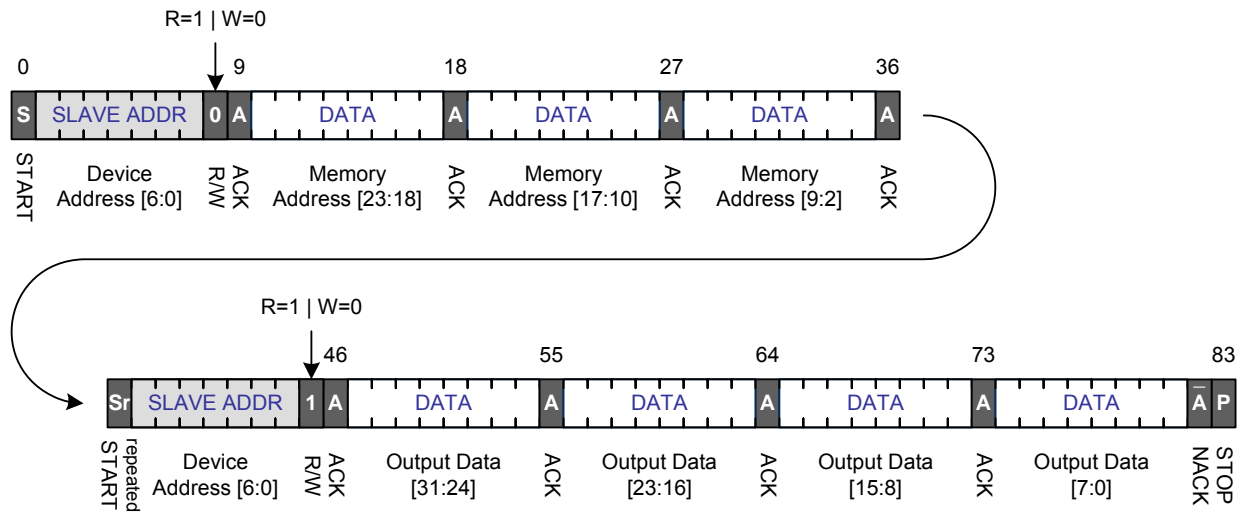 R=1 | W=0
0 9 18 27 36
S SLAVE ADDR 0 A DATA A DATA A DATA A
START Device Address [6:0] R/W ACK Memory Address [23:18] ACK Memory Address [17:10] ACK Memory Address [9:2] ACK
R=1 | W=0
46 55 64 73 83
Sr SLAVE ADDR 1 A DATA A DATA A DATA A DATA A̅ P
repeated START Device Address [6:0] R/W ACK Output Data [31:24] ACK Output Data [23:16] ACK Output Data [15:8] ACK Output Data [7:0] NACK STOP